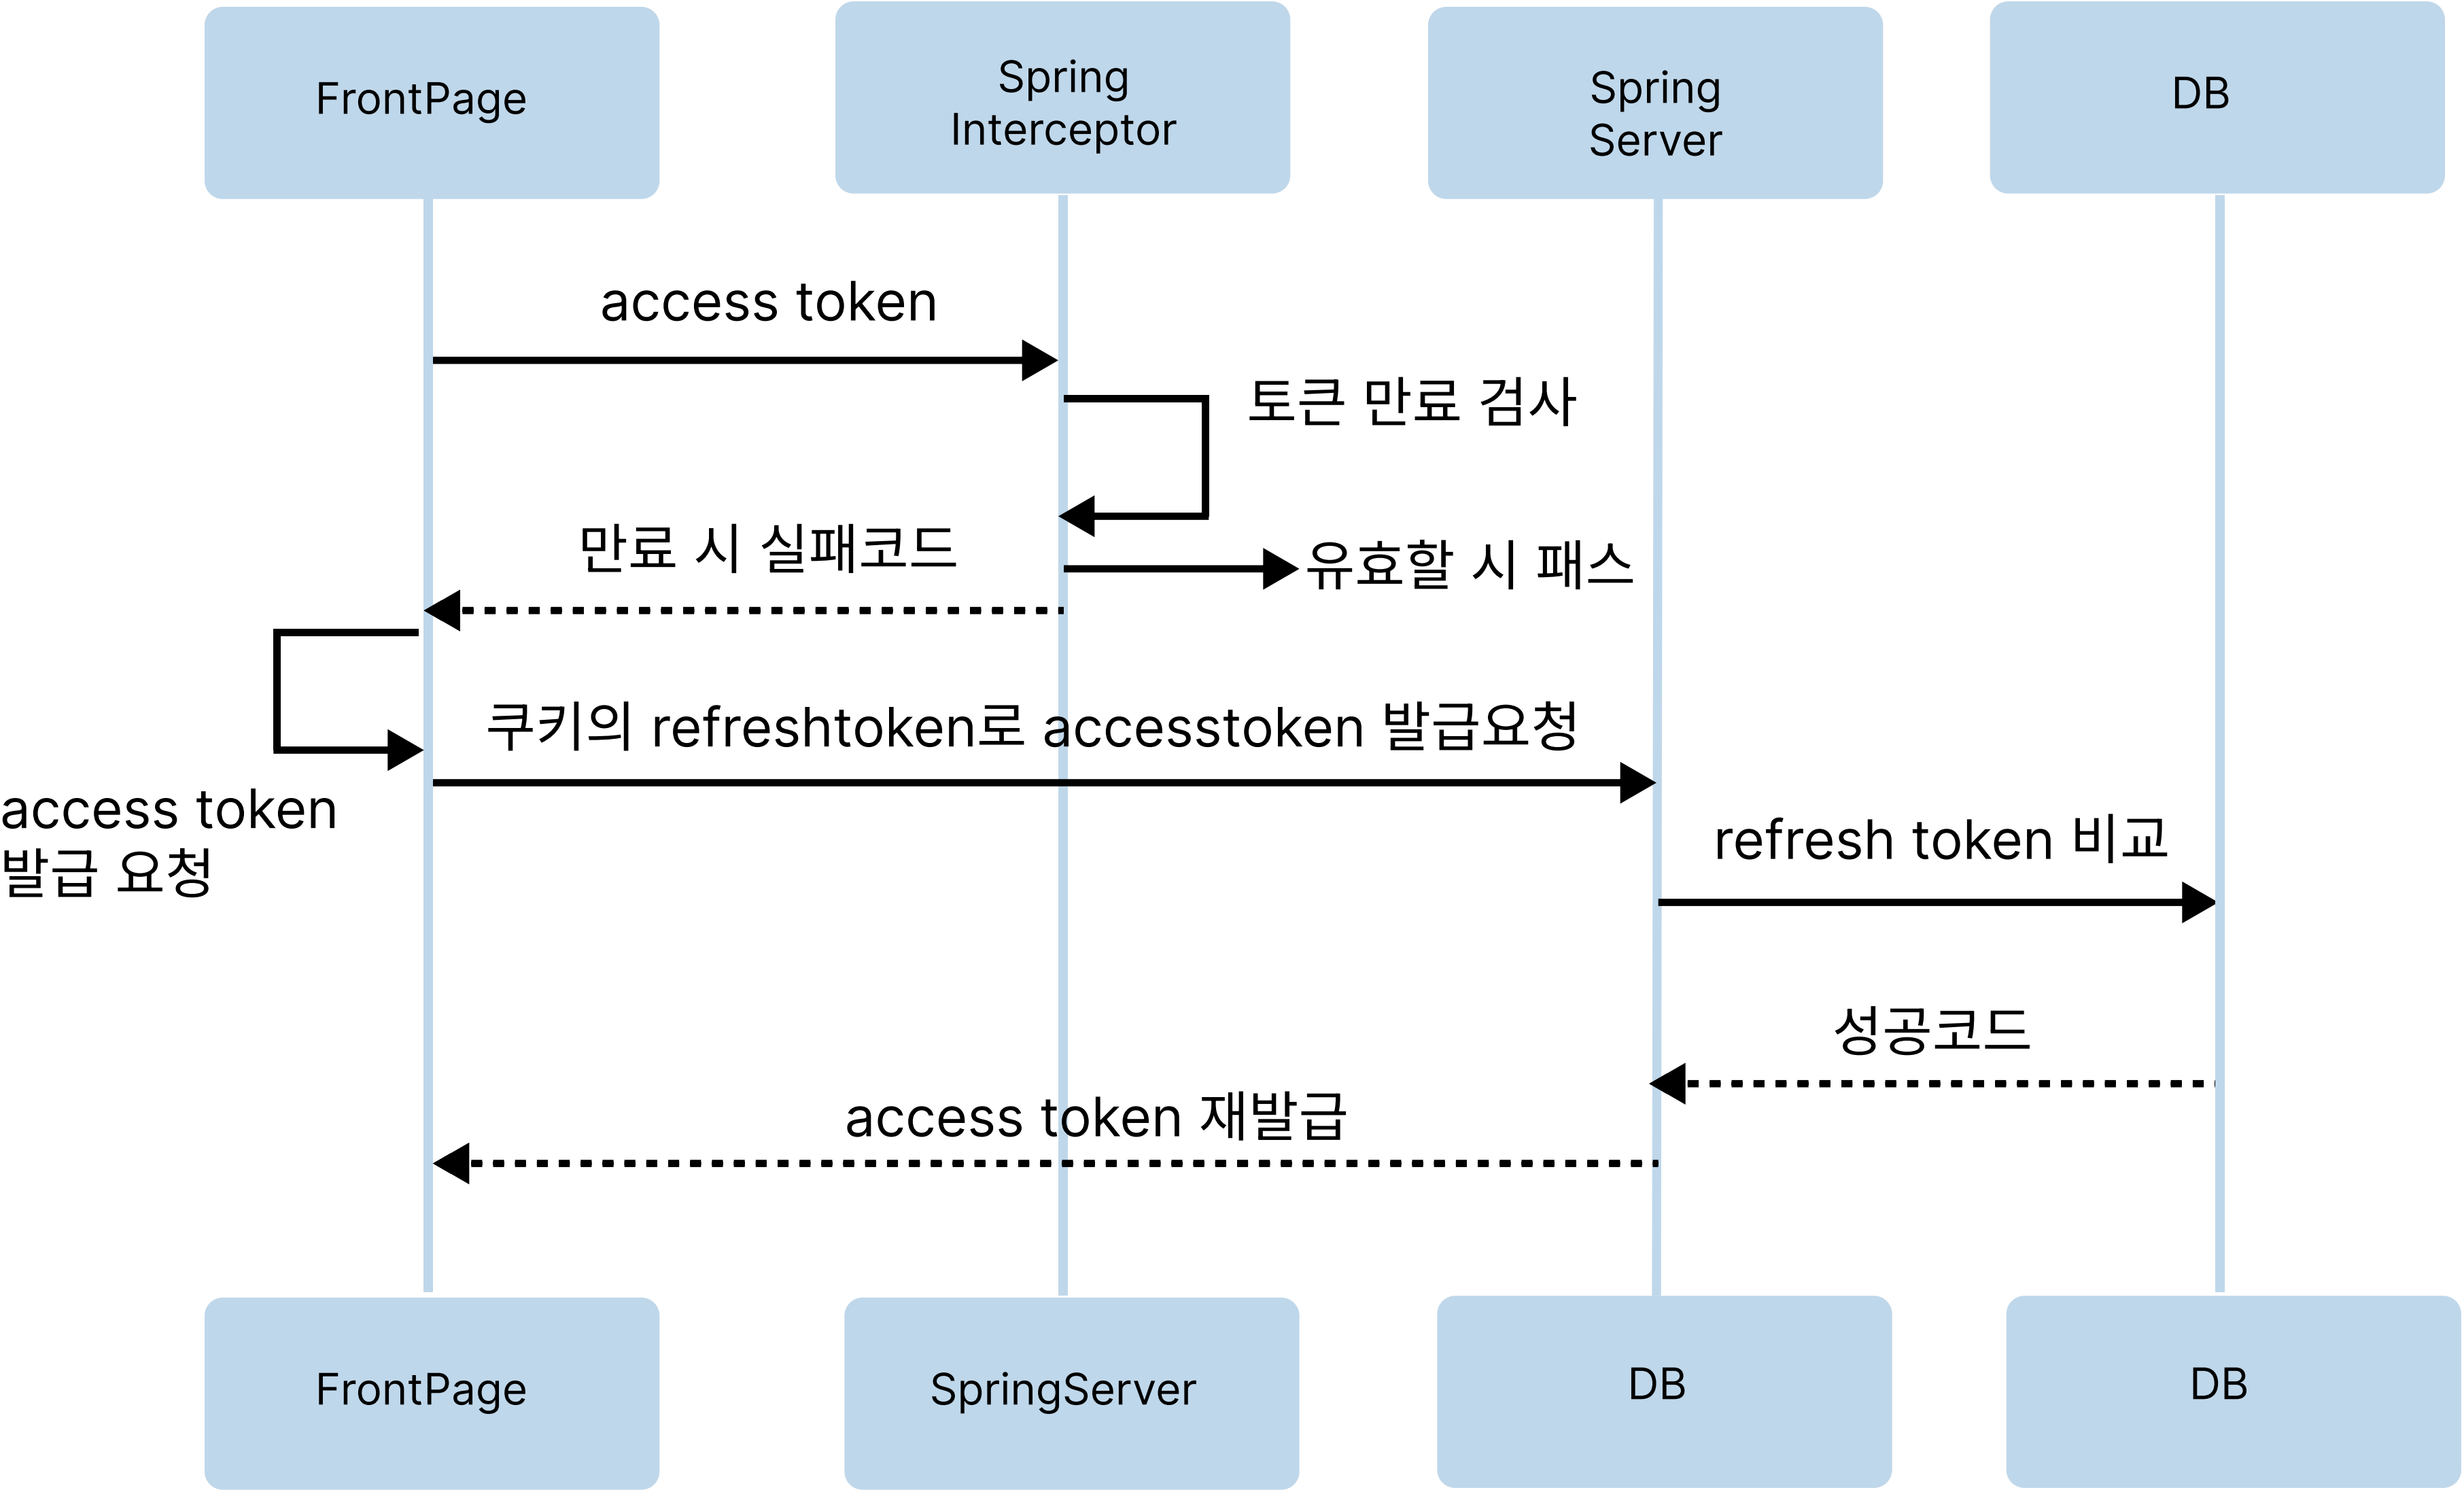 FrontPage
Spring
Interceptor
Spring
Server
DB
access token
토큰 만료 검사
만료 시 실패코드
유효할 시 패스
쿠키의 refreshtoken로 accesstoken 발급요청
access token
발급 요청
refresh token 비교
성공코드
access token 재발급
FrontPage
SpringServer
DB
DB